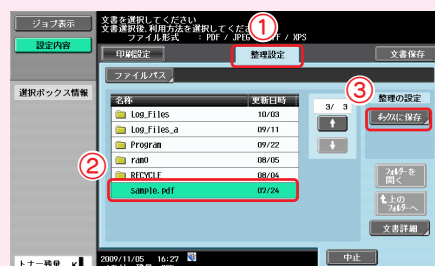 ジョブ表示
設定内容
選択ボックス情報
文書を選択してください
文書選択後、利用方法を選択してくださ
ファイル形式 : PDF / JPEG / XPS
①
印刷設定
整理設定
文書保存
ファイルパス
名称 更新日時
Log_Files 10/03
Log_Files_a 09/11
Program 09/22
ram0 08/05
RECYCLE 08/04
sample.pdf 07/24
②
3/ 3
↑
↓
③
整理の設定
ボックスに保存
フォルダーを
開く
上の
フォルダーへ
文書詳細
2009/11/05 16:27
中止
トナー残量 K